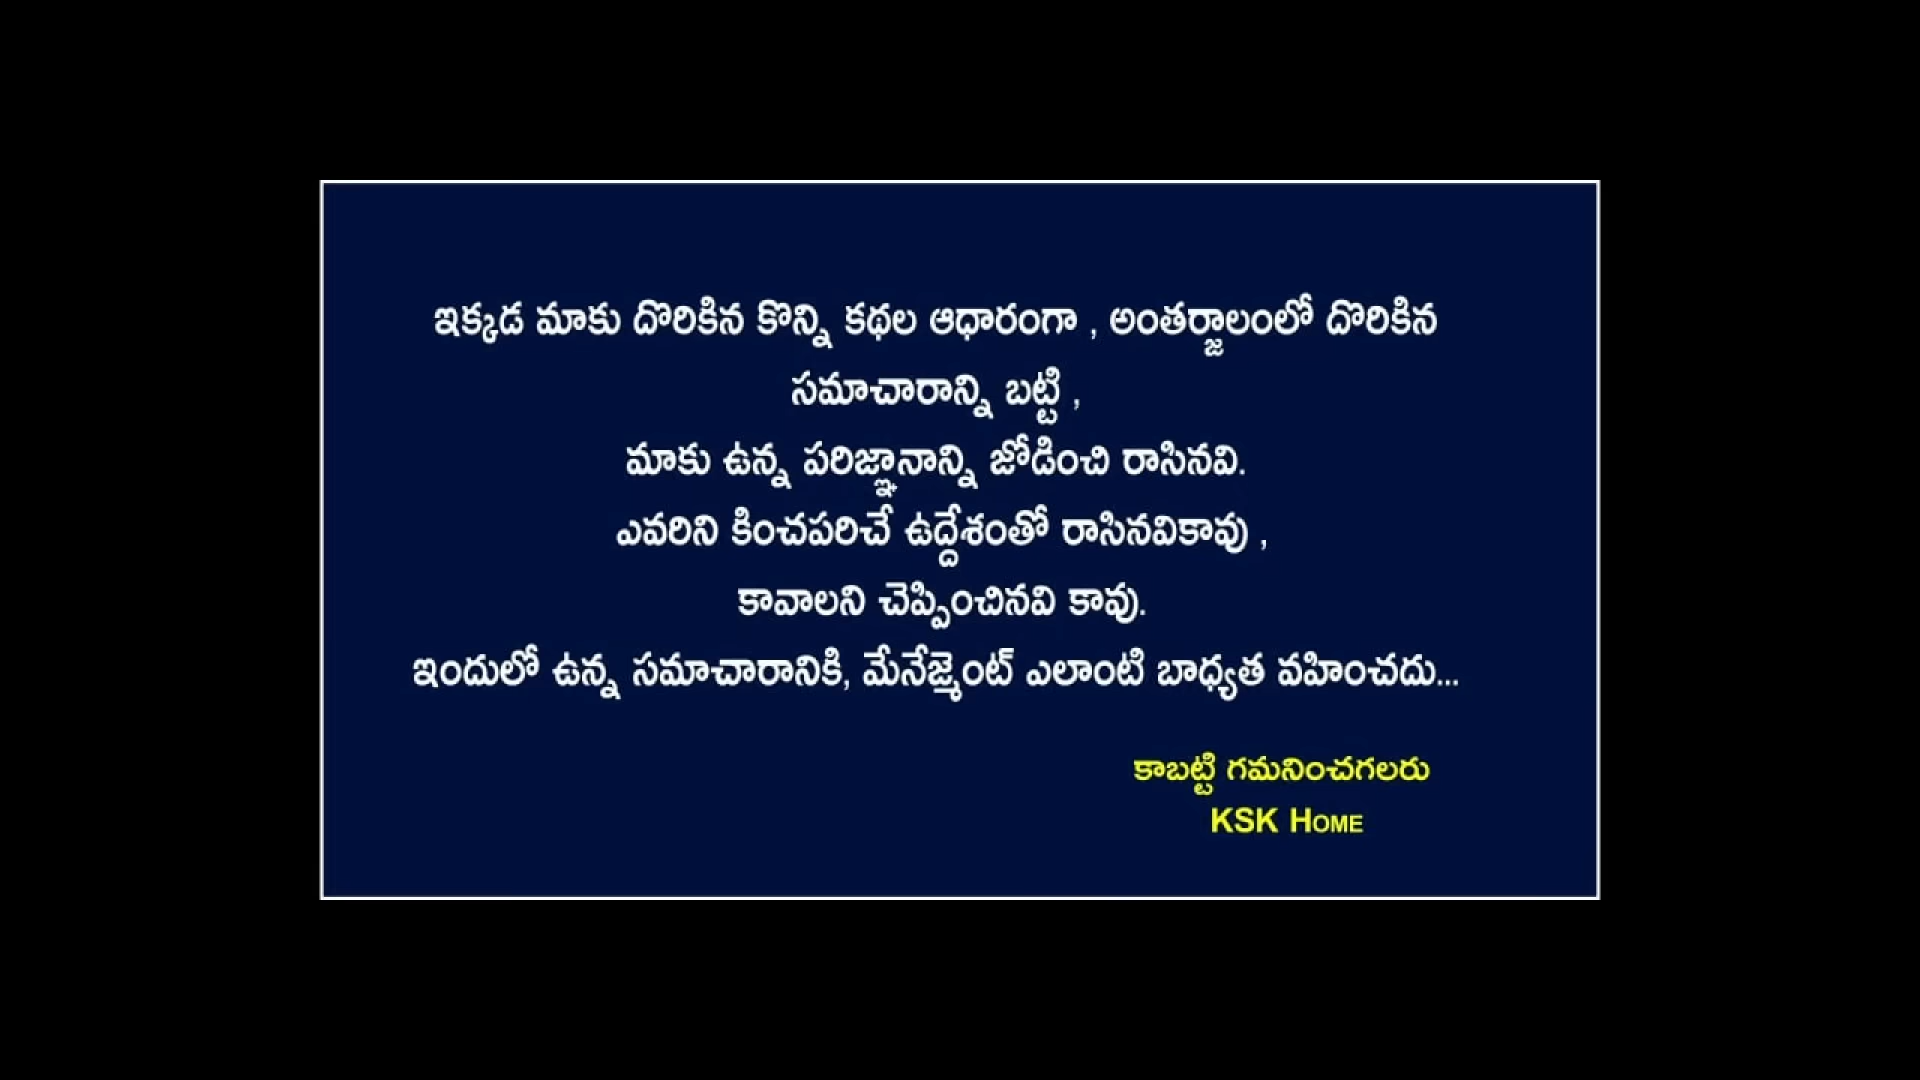 ఇక్కడ మాకు దొరికిన కొన్ని కథల ఆధారంగా , అంతర్జాలంలో దొరికిన
సమాచారాన్ని బట్టి ,
మాకు ఉన్న పరిజ్ఞానాన్ని జోడించి రాసినవి.
ఎవరిని కించపరిచే ఉద్దేశంతో రాసినవికావు ,
కావాలని చెప్పించినవి కావు.
ఇందులో ఉన్న సమాచారానికి, మేనేజ్మెంట్ ఎలాంటి బాధ్యత వహించదు...
కాబట్టి గమనించగలరు
KSK HOME